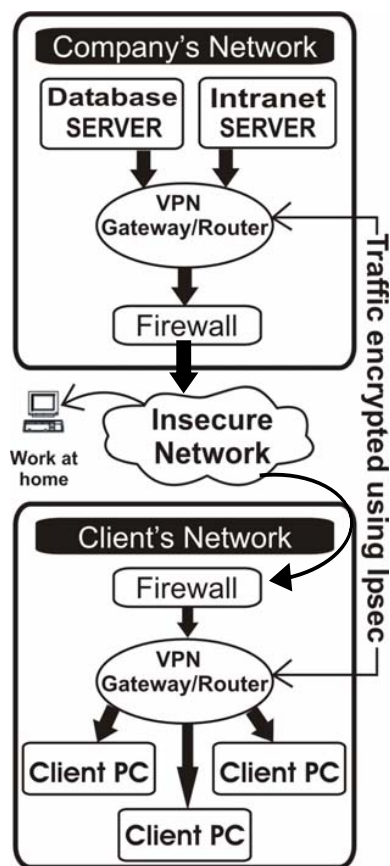 Company's Network
Database
SERVER
Intranet
SERVER
VPN
Gateway/Router
Firewall
Insecure
Network
Work at
home
Traffic encrypted using Ipsec
Client's Network
Firewall
VPN
Gateway/Router
Client PC
Client PC
Client PC